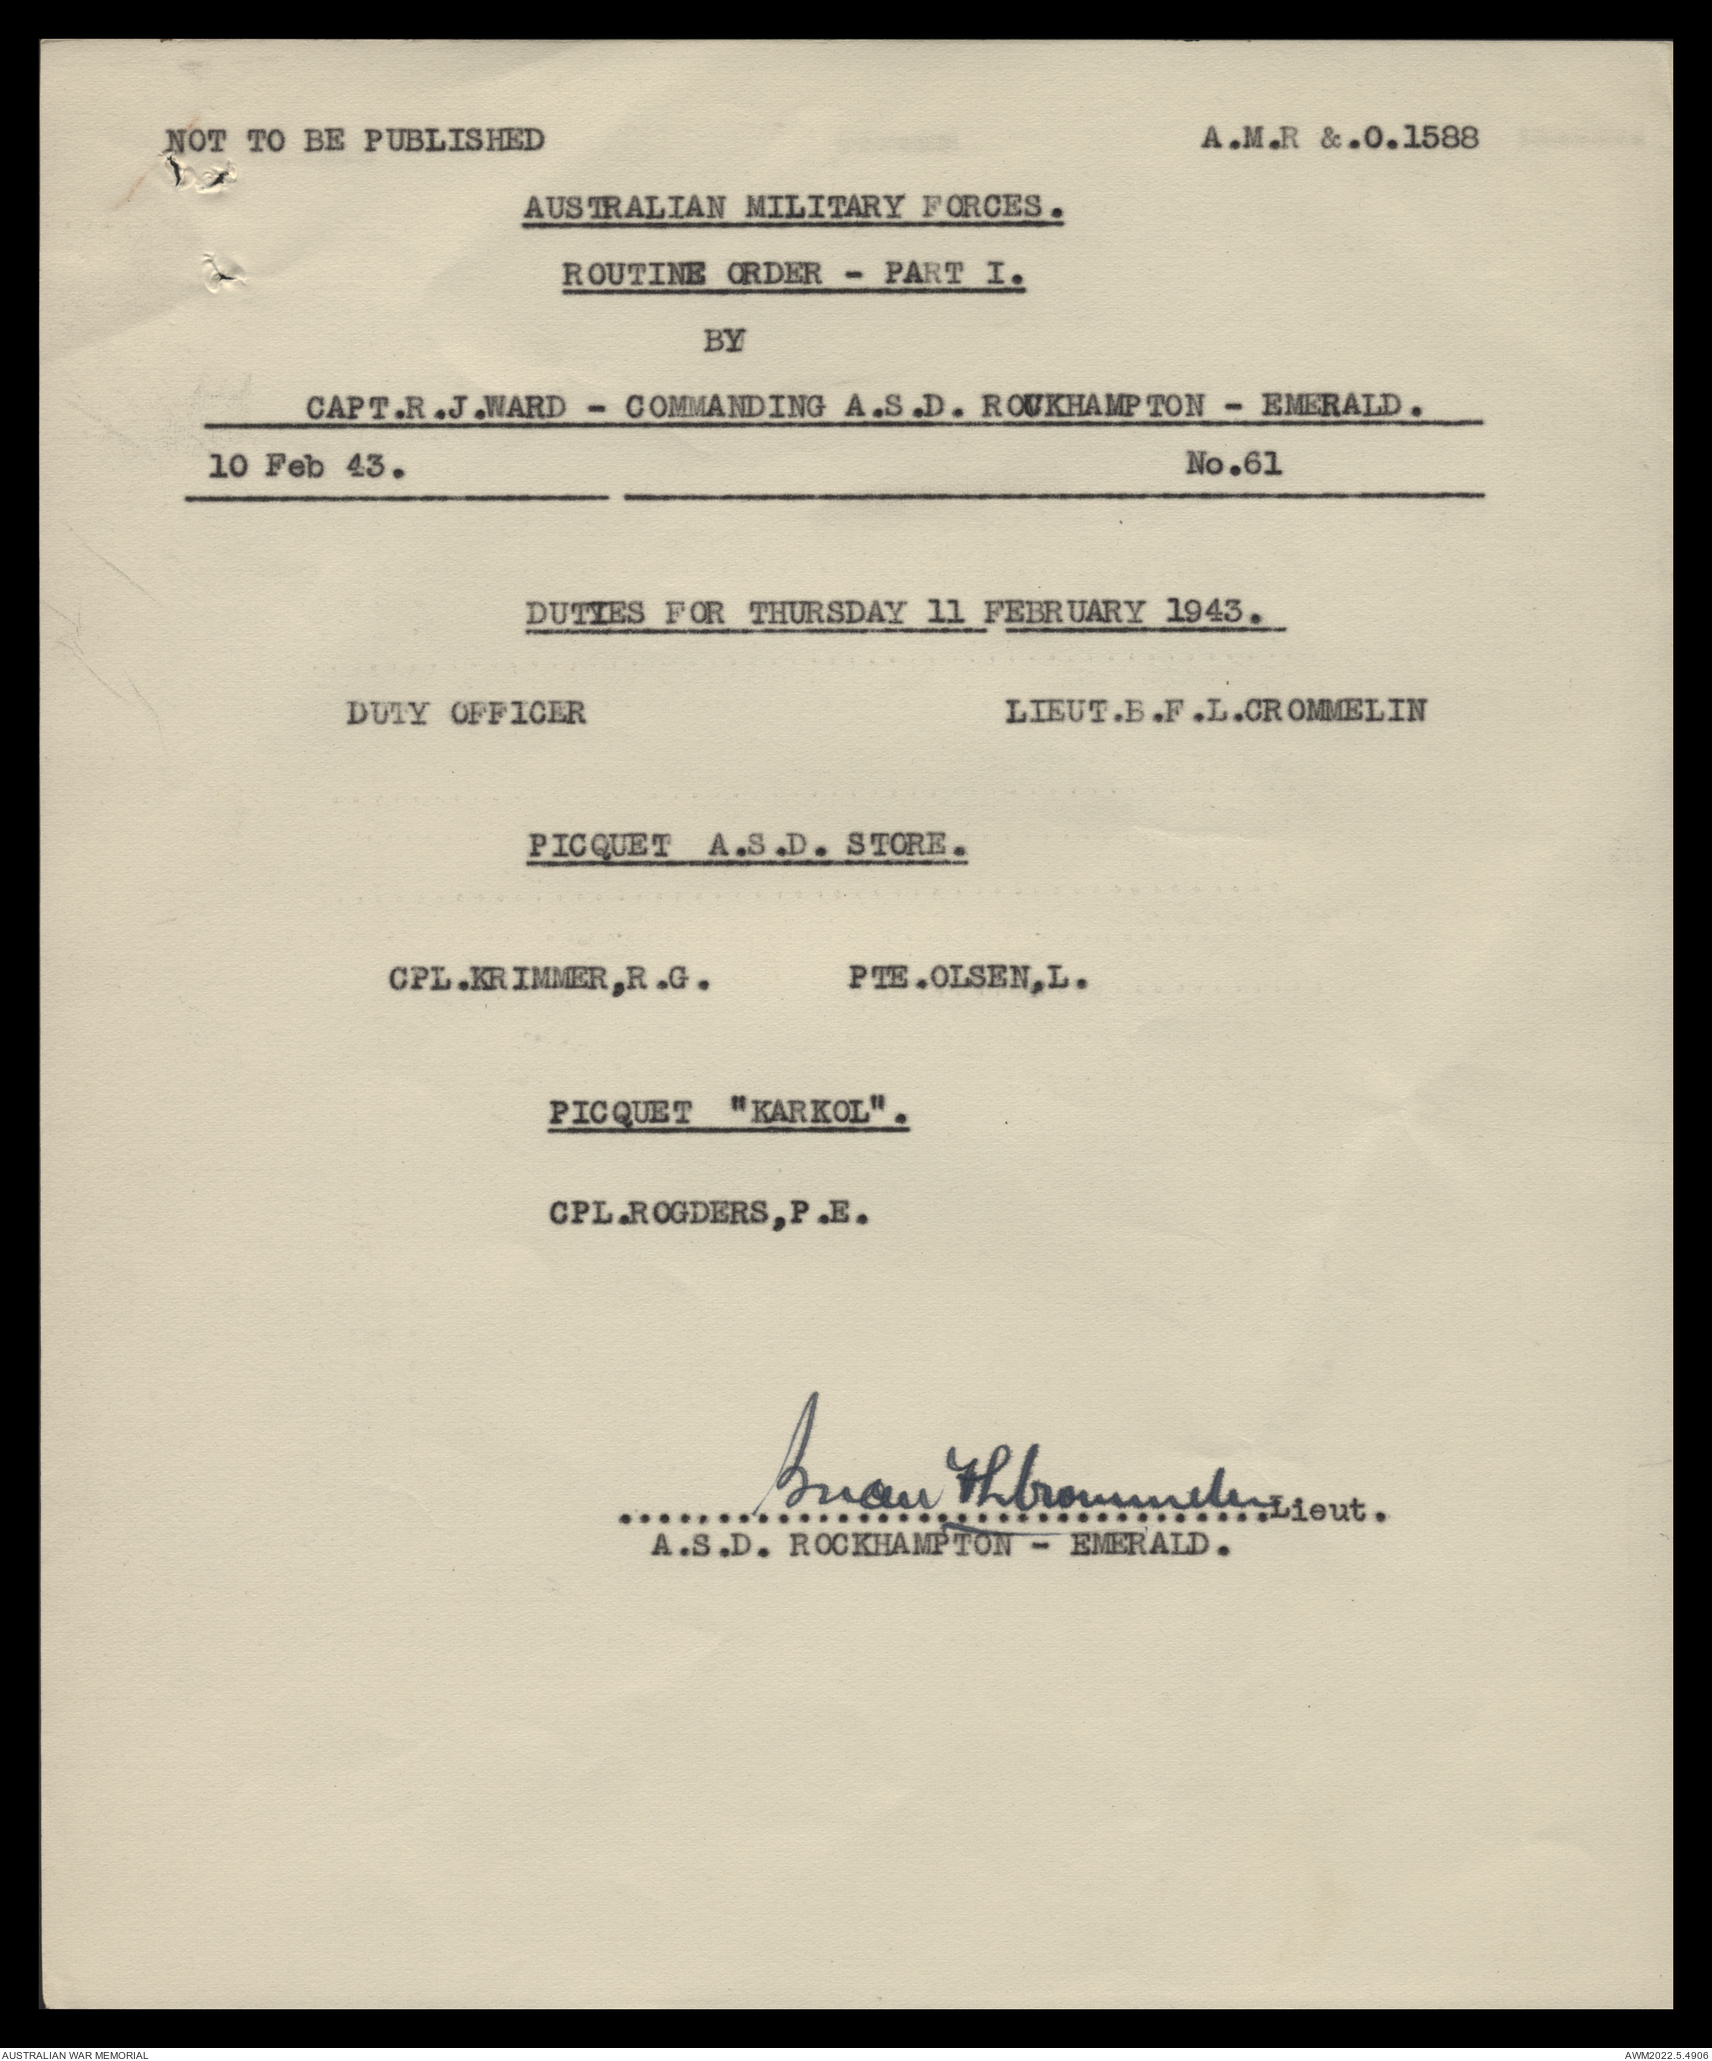 NOT TO BE PUBLISHED A.M.R &.O.1588
AUSTRALIAN MILITARY FORCES.
ROUTINE ORDER - PART I.
BY
CAPT.R.J.WARD - COMMANDING A.S.D. ROCKHAMPTON - EMERALD.
10 Feb 43. No.61
DUTIES FOR THURSDAY 11 FEBRUARY 1943.
DUTY OFFICER LIEUT.B.F.L.CROMMELIN
PICQUET A.S.D. STORE.
CPL.KRIMMER,R.G. PTE.OLSEN,L.
PICQUET "KARKOL".
CPL.ROGDERS,P.E.
Brian FLCrommelin Lieut.
A.S.D. ROCKHAMPTON - EMERALD.
AUSTRALIAN WAR MEMORIAL AWM2022.5.4906